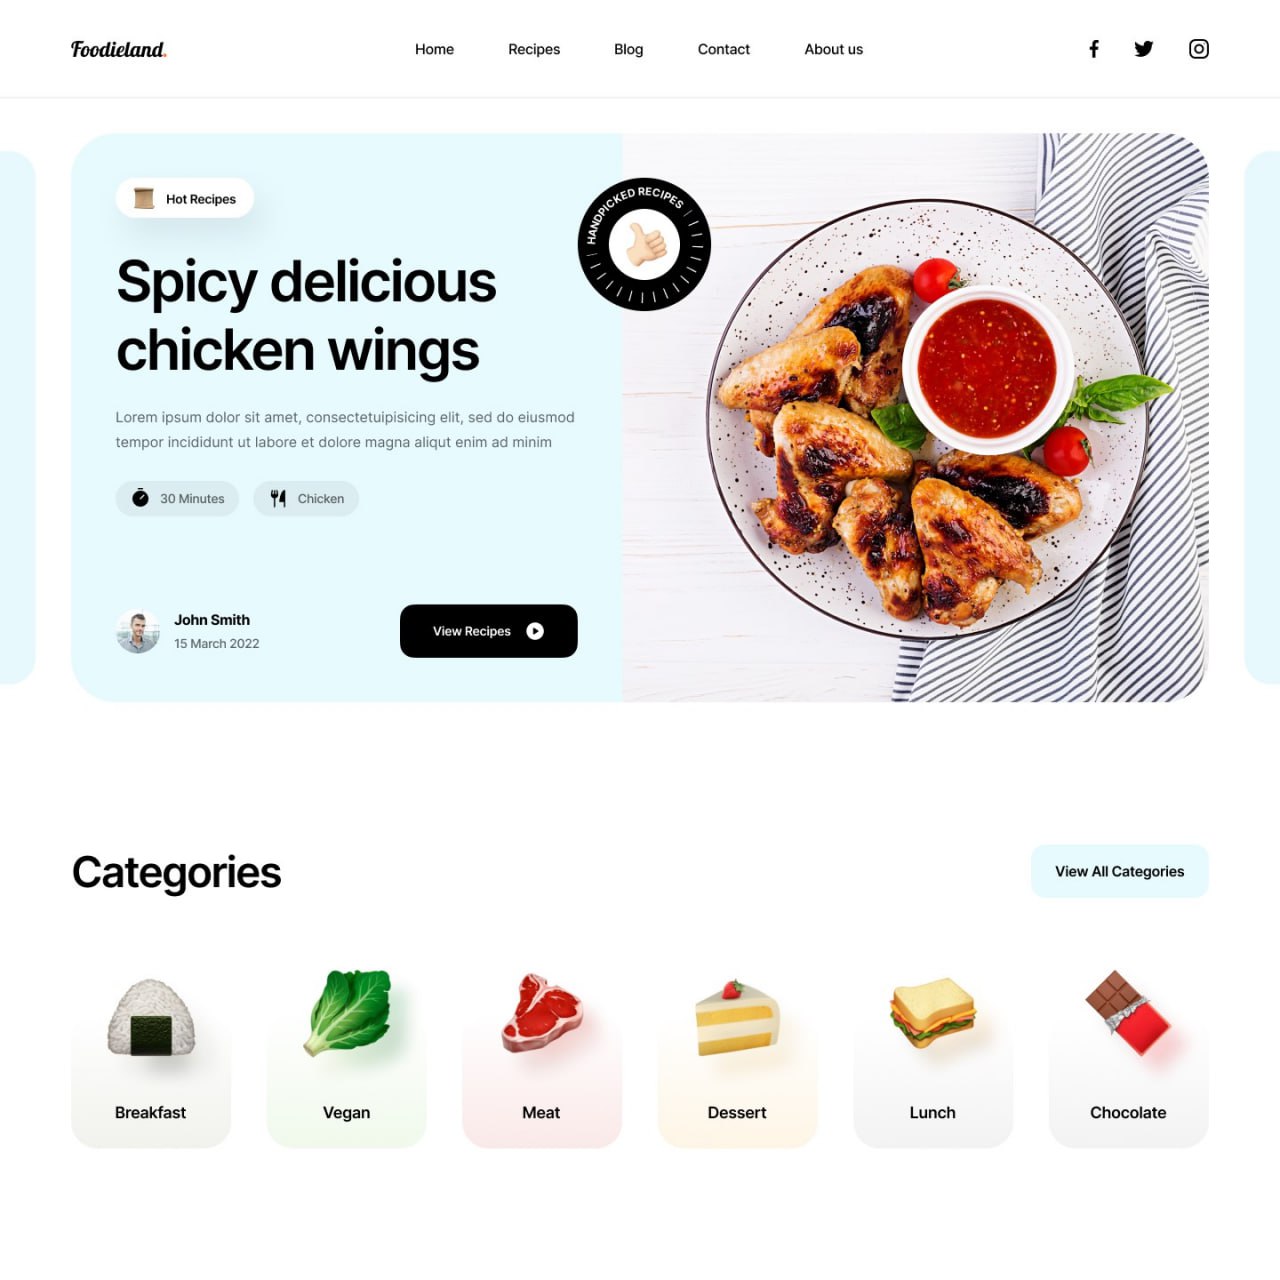 Foodieland.
Home
Recipes
Blog
Contact
About us
Hot Recipes
HANDPICKED RECIPES
Spicy delicious
chicken wings
Lorem ipsum dolor sit amet, consectetuipisicing elit, sed do eiusmod
tempor incididunt ut labore et dolore magna aliqut enim ad minim
30 Minutes
Chicken
John Smith
15 March 2022
View Recipes
Categories
View All Categories
Breakfast
Vegan
Meat
Dessert
Lunch
Chocolate